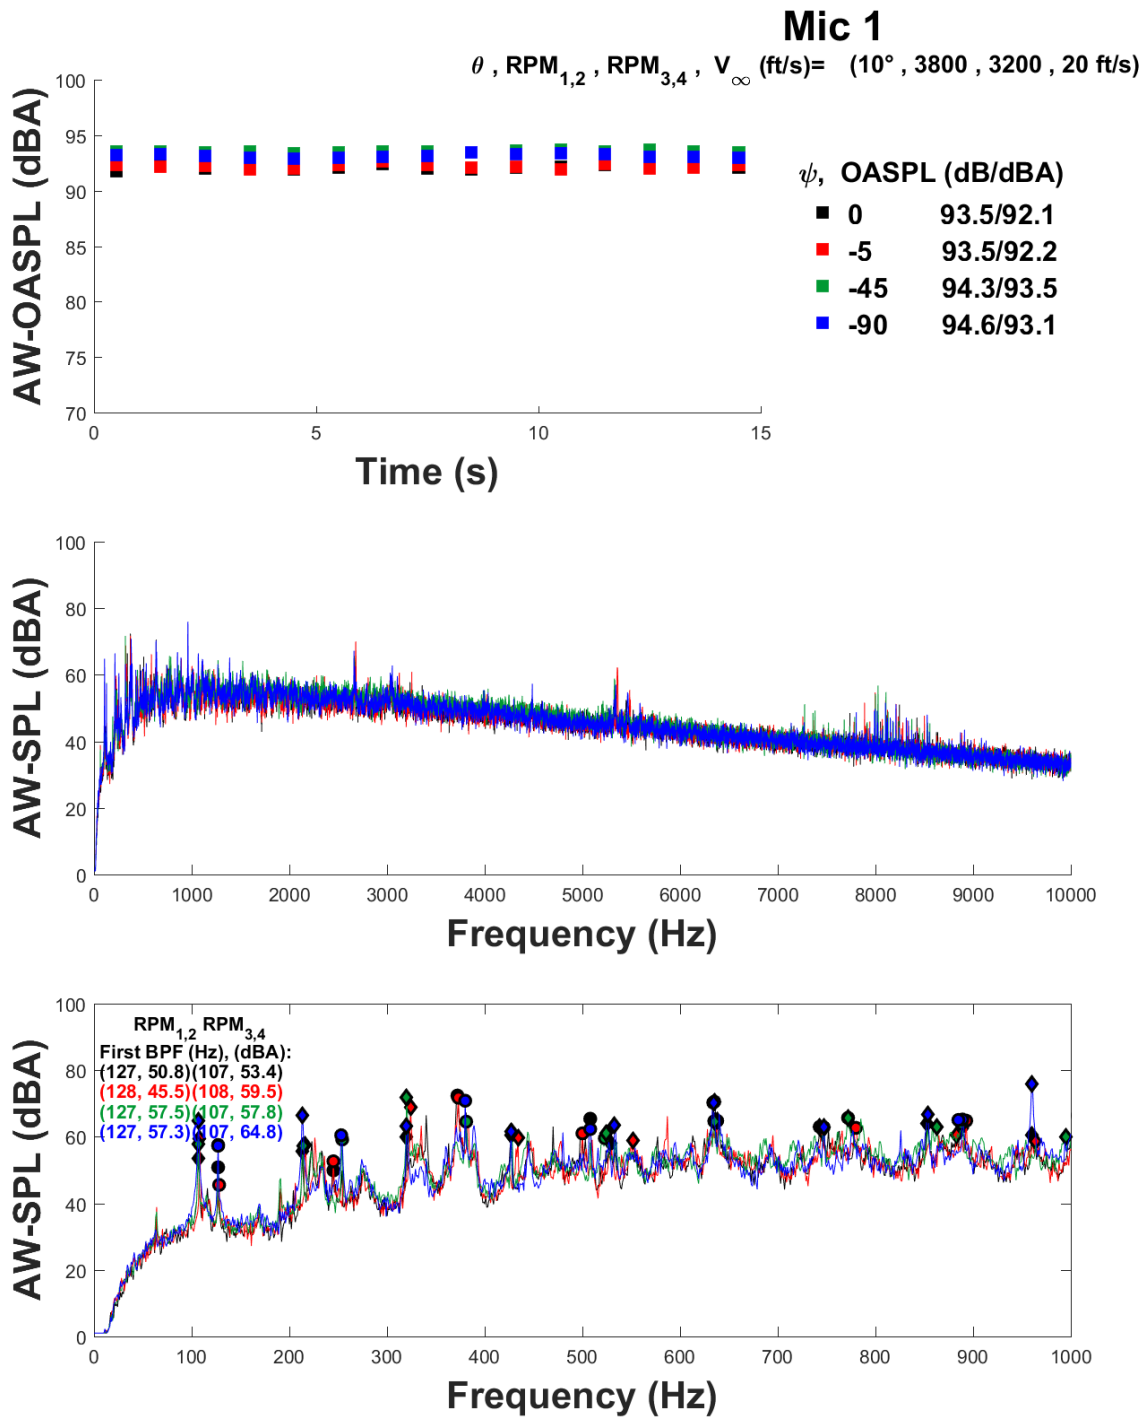 Mic 1
θ , RPM1,2 , RPM3,4 , V∞ (ft/s)= (10° , 3800 , 3200 , 20 ft/s)
100
95
90
85
80
75
70
AW-OASPL (dBA)
0 5 10 15
Time (s)
ψ, OASPL (dB/dBA)
0 93.5/92.1
-5 93.5/92.2
-45 94.3/93.5
-90 94.6/93.1
100
80
60
40
20
0
AW-SPL (dBA)
0 1000 2000 3000 4000 5000 6000 7000 8000 9000 10000
Frequency (Hz)
100
80
60
40
20
0
AW-SPL (dBA)
RPM1,2 RPM3,4
First BPF (Hz), (dBA):
(127, 50.8)(107, 53.4)
(128, 45.5)(108, 59.5)
(127, 57.5)(107, 57.8)
(127, 57.3)(107, 64.8)
0 100 200 300 400 500 600 700 800 900 1000
Frequency (Hz)